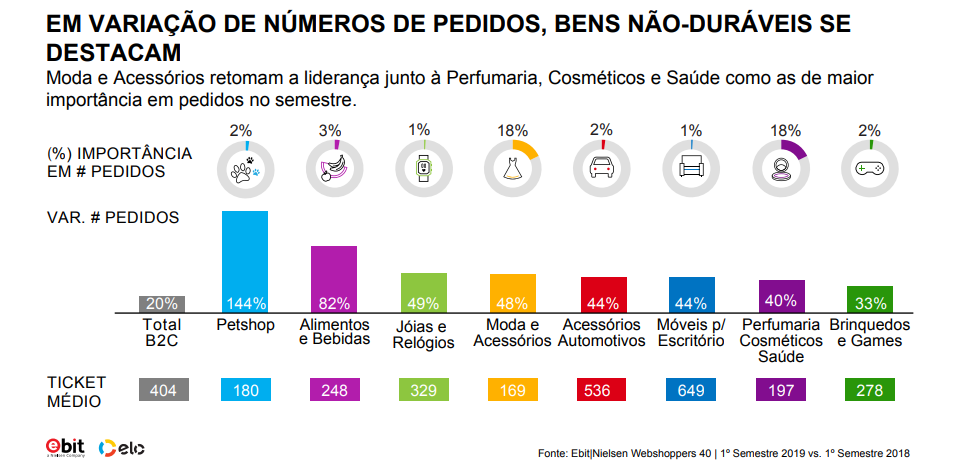 EM VARIAÇÃO DE NÚMEROS DE PEDIDOS, BENS NÃO-DURÁVEIS SE
DESTACAM
Moda e Acessórios retomam a liderança junto à Perfumaria, Cosméticos e Saúde como as de maior
importância em pedidos no semestre.
2% 3% 1% 18% 2% 1% 18% 2%
(%) IMPORTÂNCIA
EM # PEDIDOS
VAR. # PEDIDOS
20% 144% 82% 49% 48% 44% 44% 40% 33%
Total
B2C
Petshop
Alimentos
e Bebidas
Jóias e
Relógios
Moda e
Acessórios
Acessórios
Automotivos
Móveis p/
Escritório
Perfumaria
Cosméticos
Saúde
Brinquedos
e Games
TICKET
MÉDIO
404 180 248 329 169 536 649 197 278
ebit
a Nielsen Company
elo
Fonte: Ebit|Nielsen Webshoppers 40 | 1º Semestre 2019 vs. 1º Semestre 2018